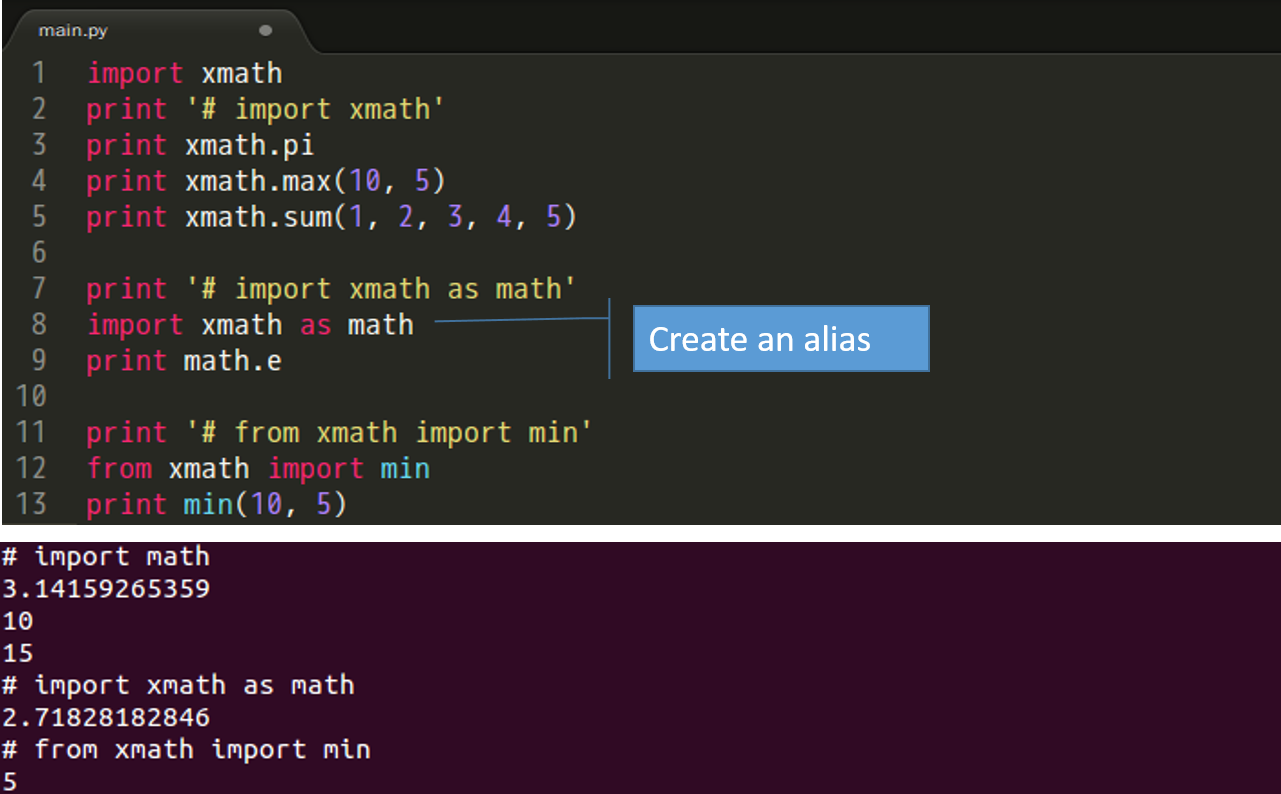 main.py
1 import xmath
2 print '# import xmath'
3 print xmath.pi
4 print xmath.max(10, 5)
5 print xmath.sum(1, 2, 3, 4, 5)
6
7 print '# import xmath as math'
8 import xmath as math
Create an alias
9 print math.e
10
11 print '# from xmath import min'
12 from xmath import min
13 print min(10, 5)
# import math
3.14159265359
10
15
# import xmath as math
2.71828182846
# from xmath import min
5